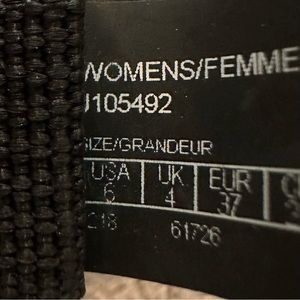 WOMENS/FEMME
J105492
SIZE/GRANDEUR
USA UK EUR
6 4 37
218 61726